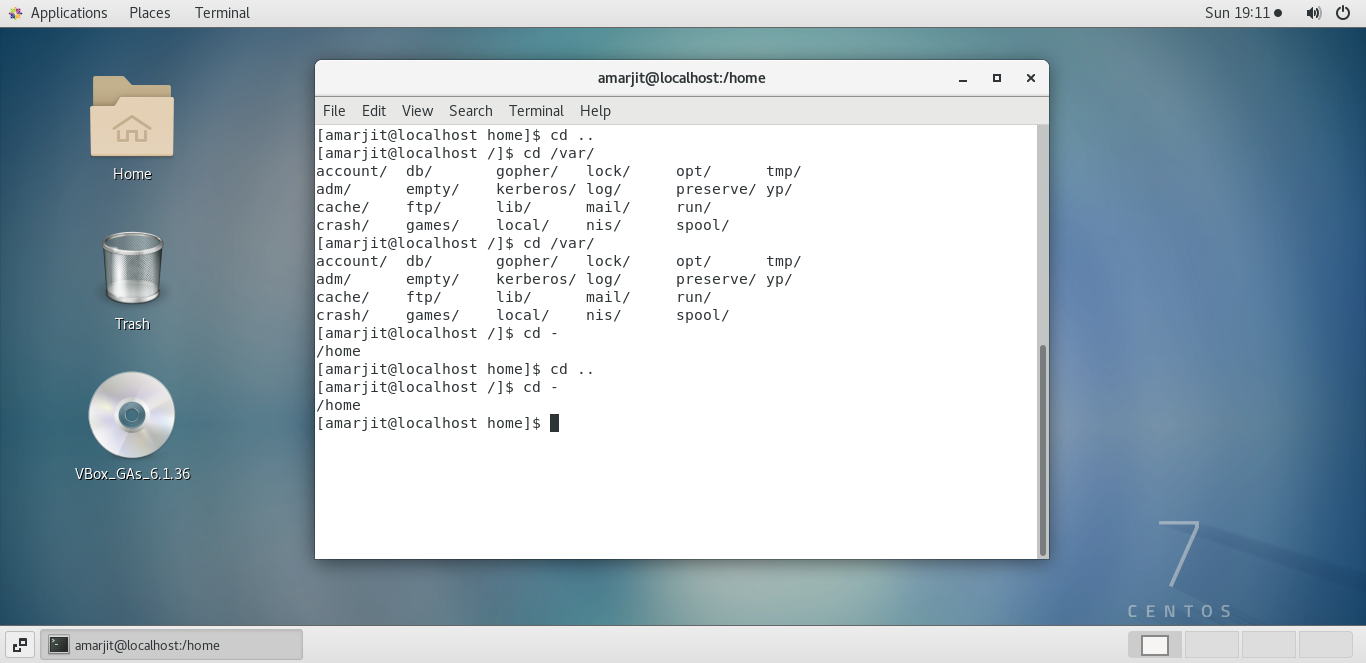 Applications Places Terminal Sun 19:11
amarjit@localhost:/home
File Edit View Search Terminal Help
[amarjit@localhost home]$ cd ..
[amarjit@localhost /]$ cd /var/
account/ db/ gopher/ lock/ opt/ tmp/
adm/ empty/ kerberos/ log/ preserve/ yp/
cache/ ftp/ lib/ mail/ run/
crash/ games/ local/ nis/ spool/
[amarjit@localhost /]$ cd /var/
account/ db/ gopher/ lock/ opt/ tmp/
adm/ empty/ kerberos/ log/ preserve/ yp/
cache/ ftp/ lib/ mail/ run/
crash/ games/ local/ nis/ spool/
[amarjit@localhost /]$ cd -
/home
[amarjit@localhost home]$ cd ..
[amarjit@localhost /]$ cd -
/home
[amarjit@localhost home]$
Home
Trash
VBox_GAs_6.1.36
7
CENTOS
amarjit@localhost:/home